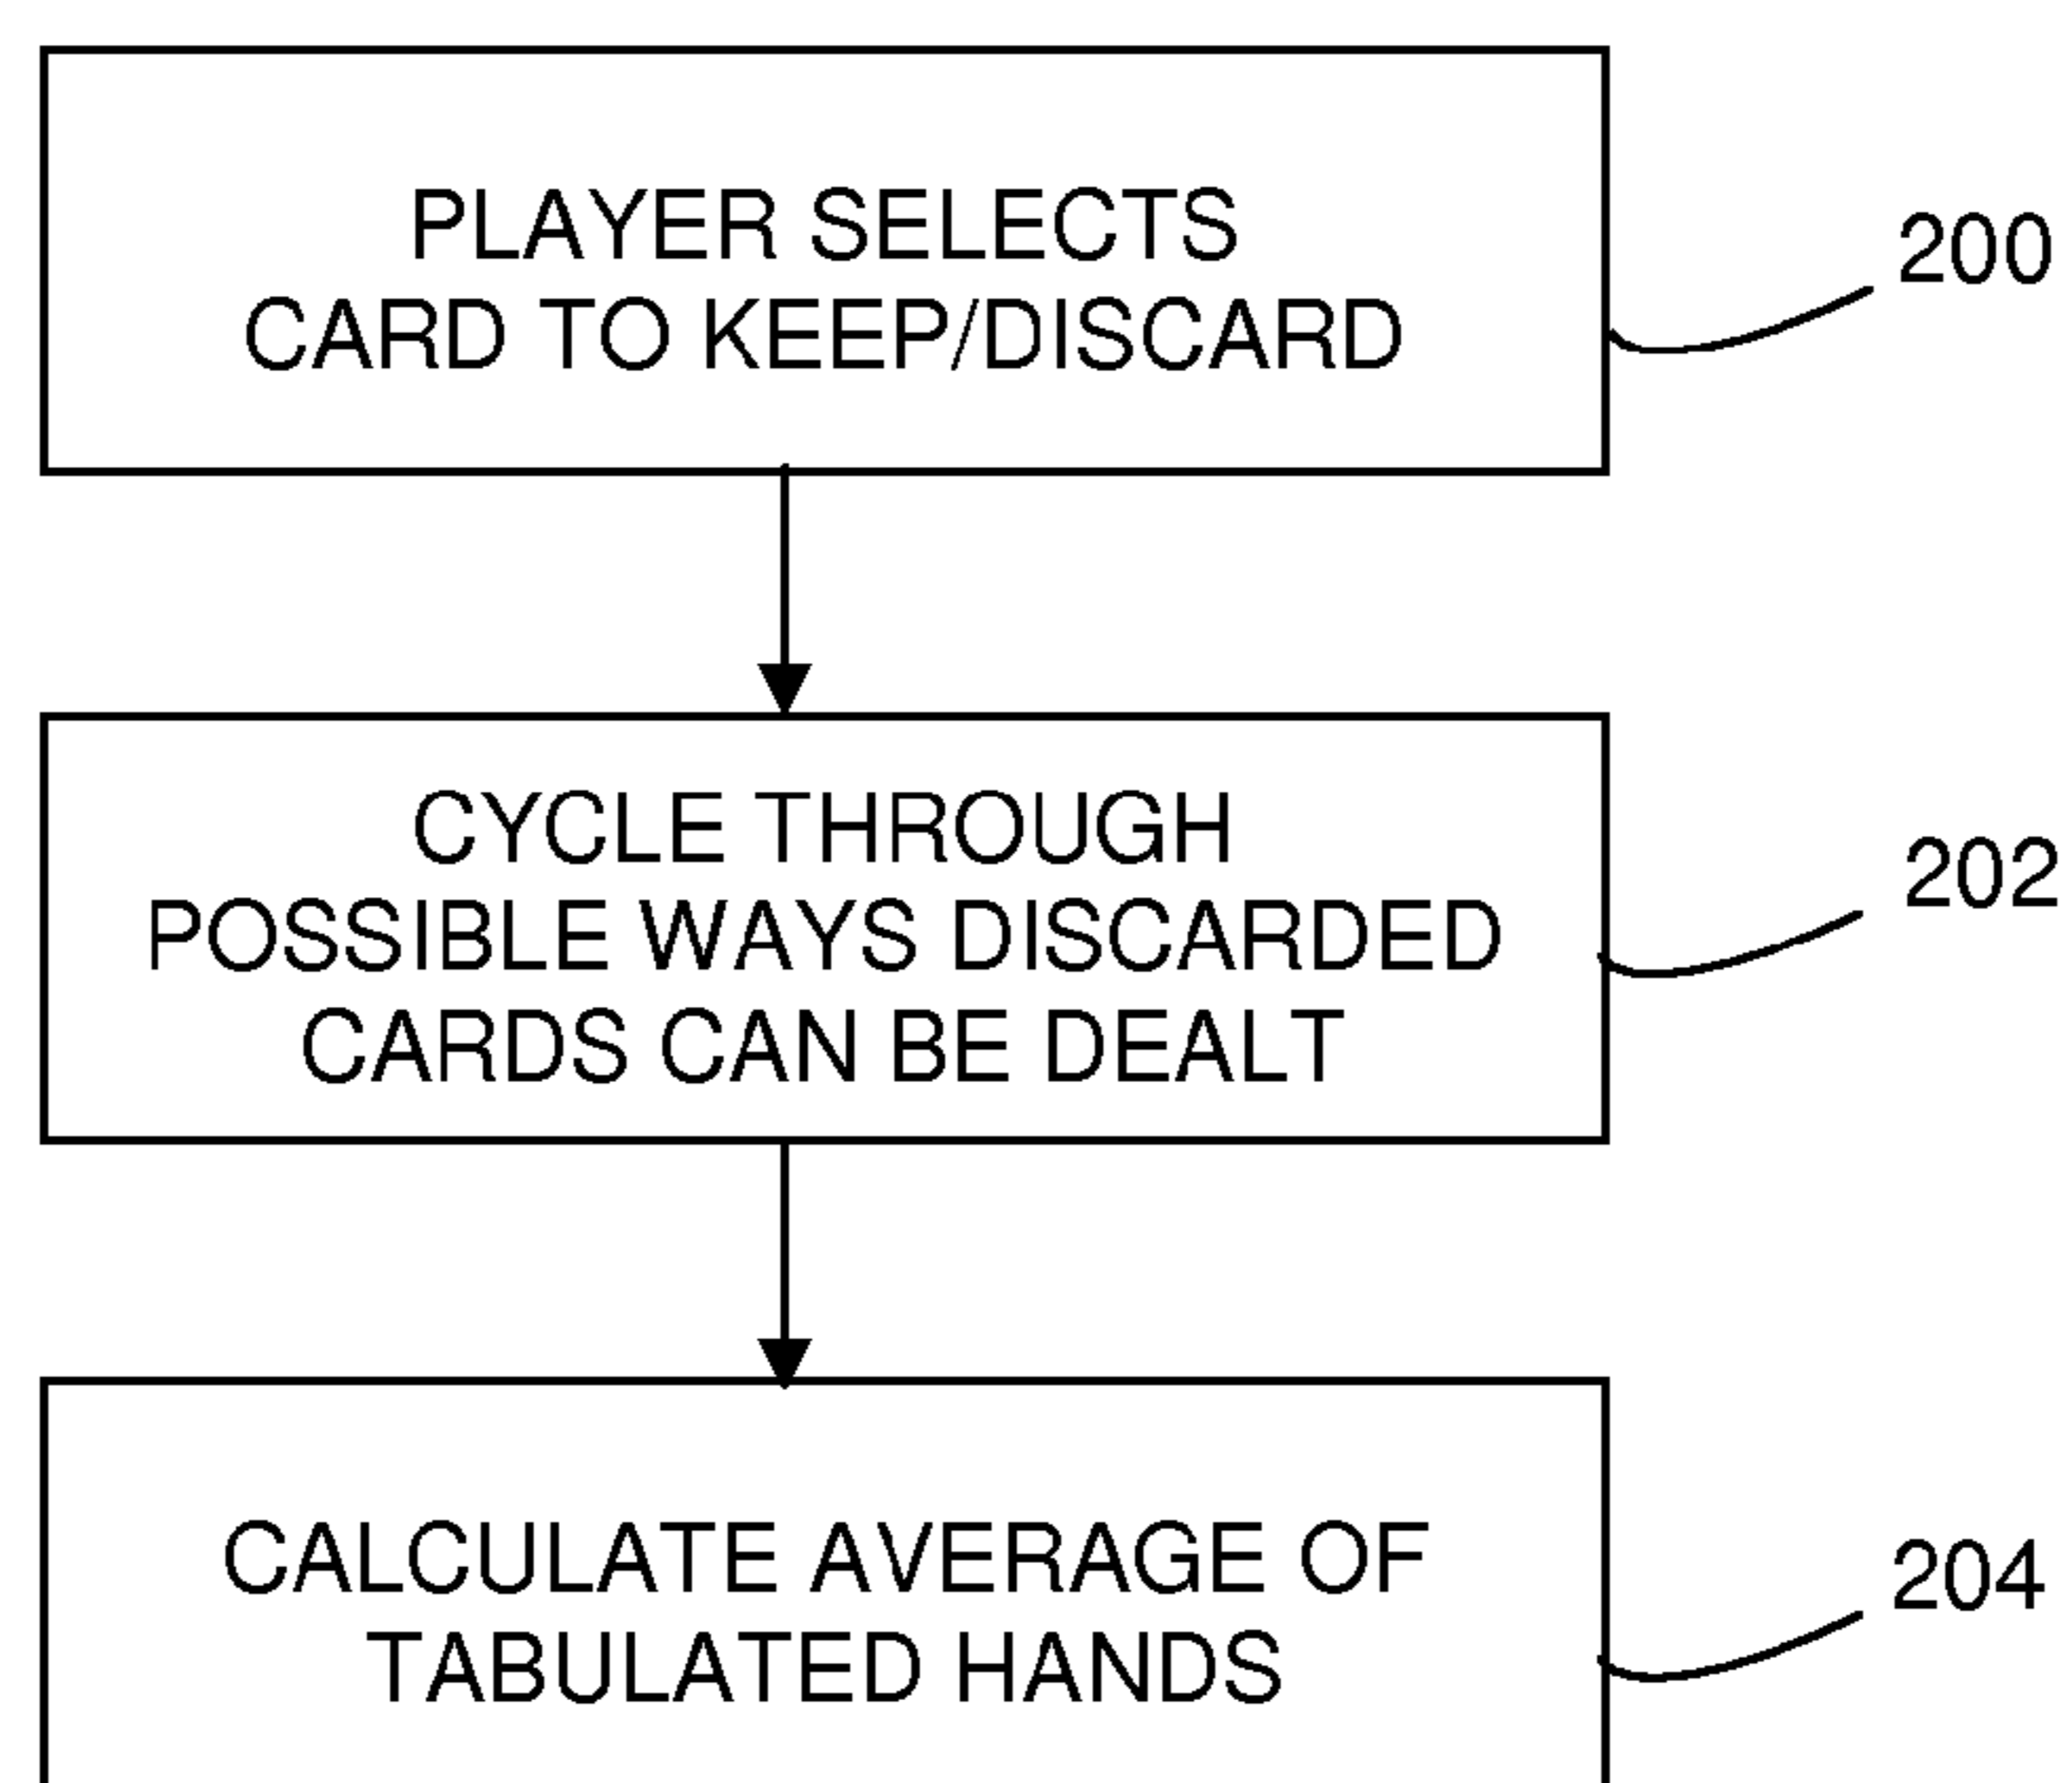 PLAYER SELECTS
CARD TO KEEP/DISCARD
200
CYCLE THROUGH
POSSIBLE WAYS DISCARDED
CARDS CAN BE DEALT
202
CALCULATE AVERAGE OF
TABULATED HANDS
204